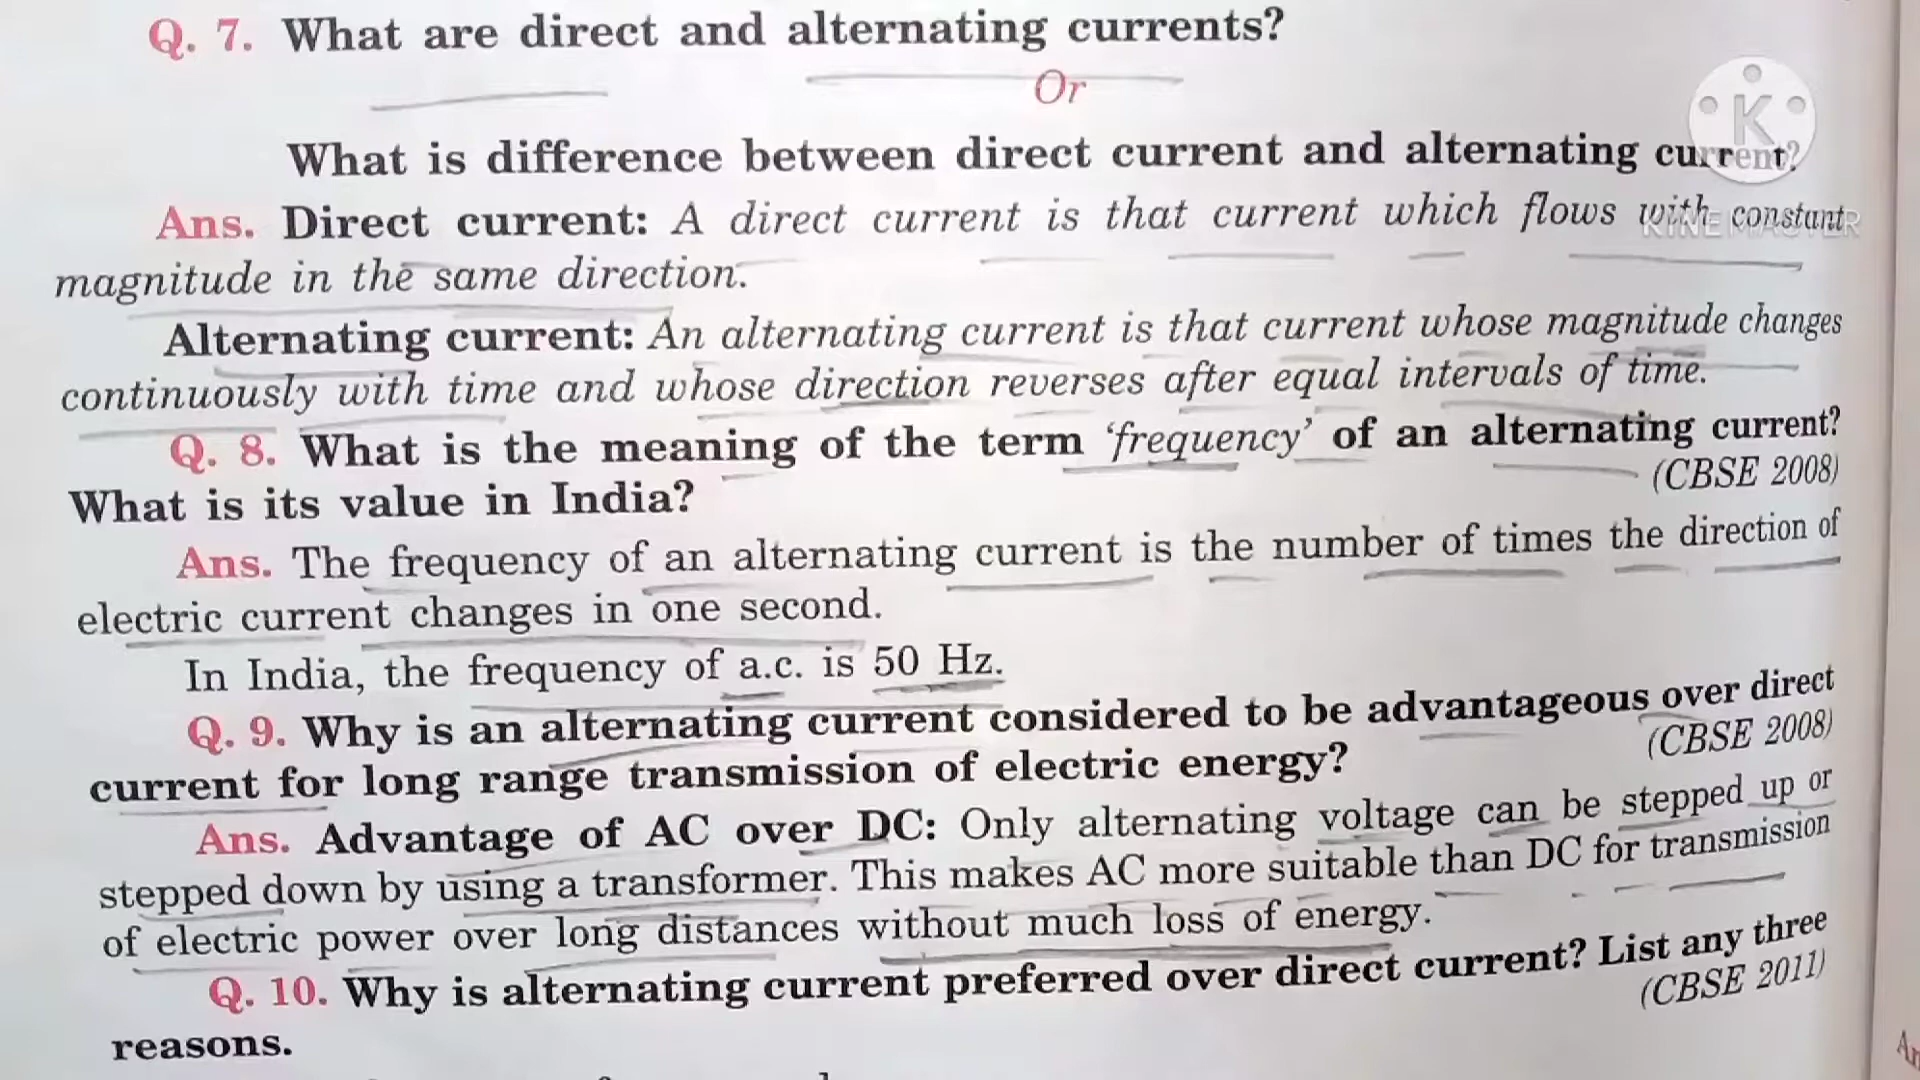 Q. 7. What are direct and alternating currents?
Or
What is difference between direct current and alternating current?
Ans. Direct current: A direct current is that current which flows with constant
magnitude in the same direction.
Alternating current: An alternating current is that current whose magnitude changes
continuously with time and whose direction reverses after equal intervals of time.
Q. 8. What is the meaning of the term ‘frequency’ of an alternating current?
What is its value in India?
(CBSE 2008)
Ans. The frequency of an alternating current is the number of times the direction of
electric current changes in one second.
In India, the frequency of a.c. is 50 Hz.
Q. 9. Why is an alternating current considered to be advantageous over direct
current for long range transmission of electric energy?
(CBSE 2008)
Ans. Advantage of AC over DC: Only alternating voltage can be stepped up or
stepped down by using a transformer. This makes AC more suitable than DC for transmission
of electric power over long distances without much loss of energy.
Q. 10. Why is alternating current preferred over direct current? List any three
reasons.
(CBSE 2011)
K
KINEMASTER